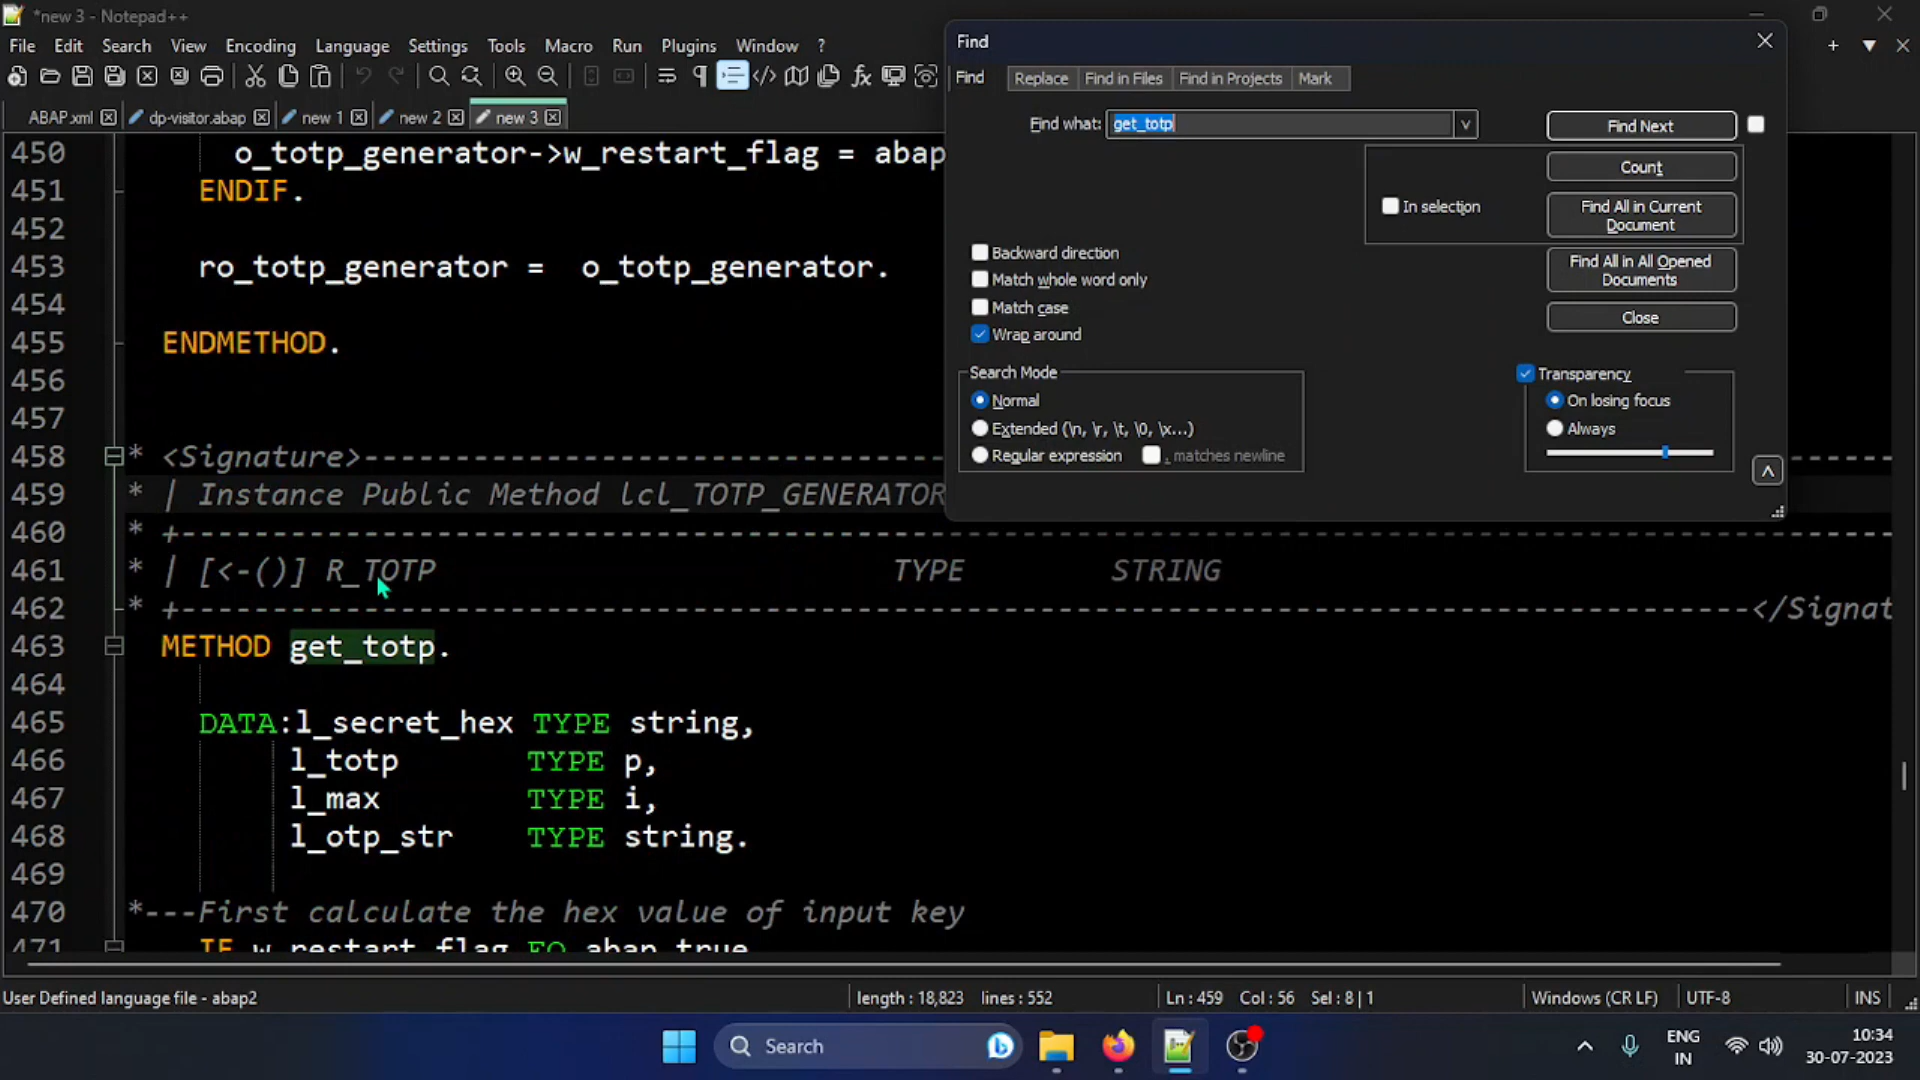 *new 3 - Notepad++
File Edit Search View Encoding Language Settings Tools Macro Run Plugins Window ?
ABAP.xml dp-visitor.abap new 1 new 2 new 3
450 o_totp_generator->w_restart_flag = abap
451 ENDIF.
452
453 ro_totp_generator = o_totp_generator.
454
455 ENDMETHOD.
456
457
458 * <Signature>---------------------------------------
459 * | Instance Public Method lcl_TOTP_GENERATOR
460 * +---------------------------------------
461 * | [<-()] R_TOTP TYPE STRING
462 * +---------------------------------------</Signat
463 METHOD get_totp.
464
465 DATA:l_secret_hex TYPE string,
466 l_totp TYPE p,
467 l_max TYPE i,
468 l_otp_str TYPE string.
469
470 *---First calculate the hex value of input key
471 IF w_restart_flag EQ abap_true
Find
Find Replace Find in Files Find in Projects Mark
Find what: get_totp
Find Next
Count
In selection
Find All in Current
Document
Backward direction
Find All in All Opened
Documents
Match whole word only
Match case
Close
Wrap around
Search Mode
Normal
Extended (\n, \r, \t, \0, \x...)
Regular expression . matches newline
Transparency
On losing focus
Always
User Defined language file - abap2 length : 18,823 lines : 552 Ln : 459 Col : 56 Sel : 8 | 1 Windows (CR LF) UTF-8 INS
Search
ENG
IN
10:34
30-07-2023